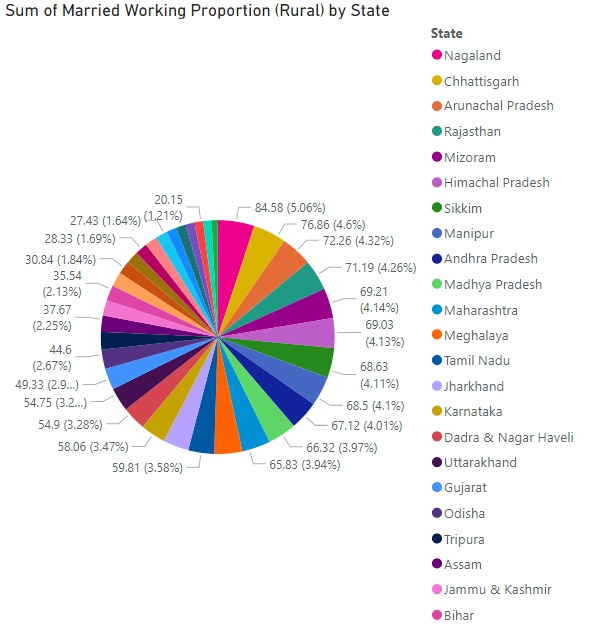 Sum of Married Working Proportion (Rural) by State
State
Nagaland
Chhattisgarh
Arunachal Pradesh
Rajasthan
Mizoram
Himachal Pradesh
Sikkim
Manipur
Andhra Pradesh
Madhya Pradesh
Maharashtra
Meghalaya
Tamil Nadu
Jharkhand
Karnataka
Dadra & Nagar Haveli
Uttarakhand
Gujarat
Odisha
Tripura
Assam
Jammu & Kashmir
Bihar
84.58 (5.06%)
76.86 (4.6%)
72.26 (4.32%)
71.19 (4.26%)
69.21
(4.14%)
69.03
(4.13%)
68.63
(4.11%)
68.5 (4.1%)
67.12 (4.01%)
66.32 (3.97%)
65.83 (3.94%)
59.81 (3.58%)
58.06 (3.47%)
54.9 (3.28%)
54.75 (3.2...)
49.33 (2.9...)
44.6
(2.67%)
37.67
(2.25%)
35.54
(2.13%)
30.84 (1.84%)
28.33 (1.69%)
27.43 (1.64%)
20.15
(1.21%)